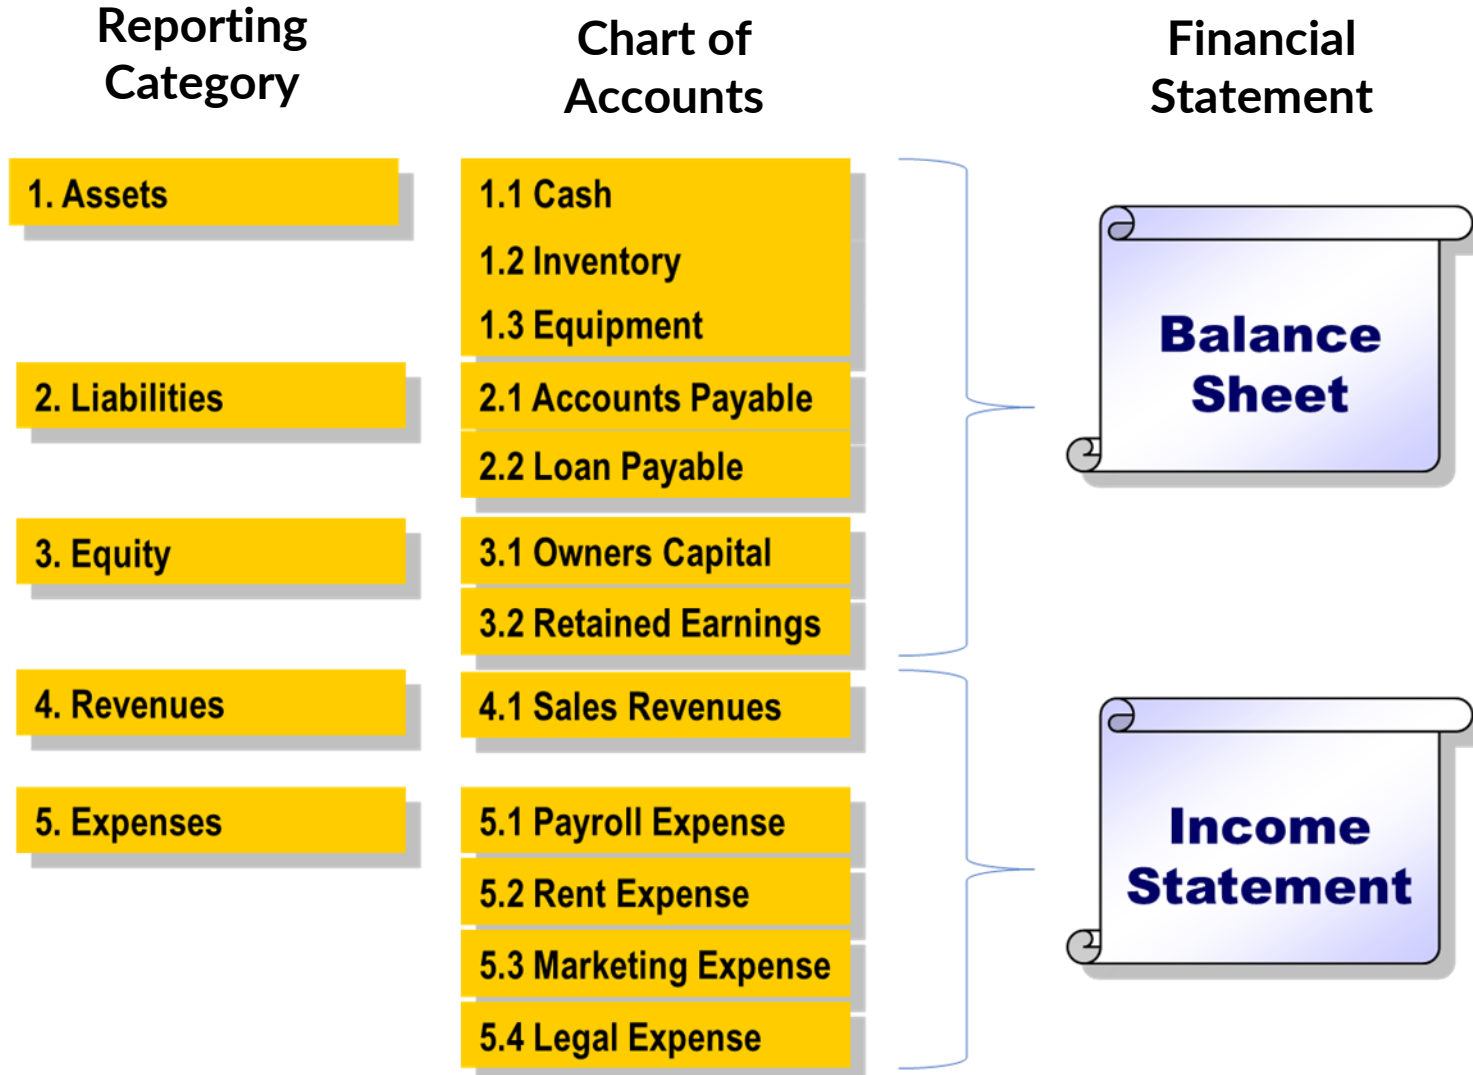 Reporting
Category
Chart of
Accounts
Financial
Statement
1. Assets
1.1 Cash
1.2 Inventory
1.3 Equipment
2. Liabilities
2.1 Accounts Payable
2.2 Loan Payable
3. Equity
3.1 Owners Capital
3.2 Retained Earnings
Balance
Sheet
4. Revenues
4.1 Sales Revenues
5. Expenses
5.1 Payroll Expense
5.2 Rent Expense
5.3 Marketing Expense
5.4 Legal Expense
Income
Statement